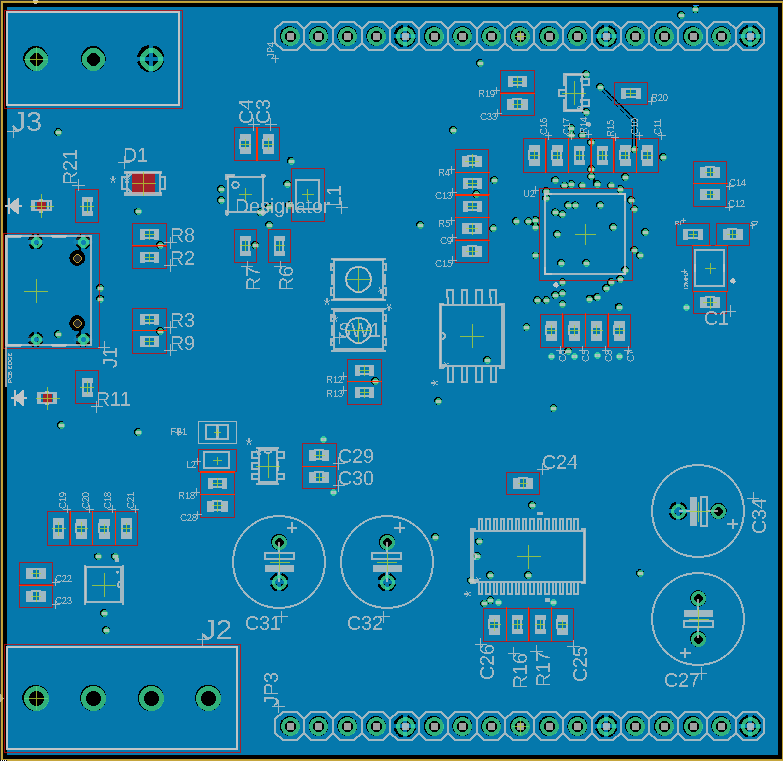 JP4
J3
C4
C3
R19
C33
R20
C16
C17
R14
R15
C10
C11
D1
R21
R4
C13
R5
C9
C15
U2
C14
C12
L1
Designator
R8
R2
R7
R6
C1
R3
R9
SW1
J1
PCB EDGE
R12
R13
R11
FB1
L2
R18
C28
C29
C30
C24
C34
C19
C20
C18
C21
C22
C23
C31
C32
C26
R16
R17
C25
C27
J2
JP3